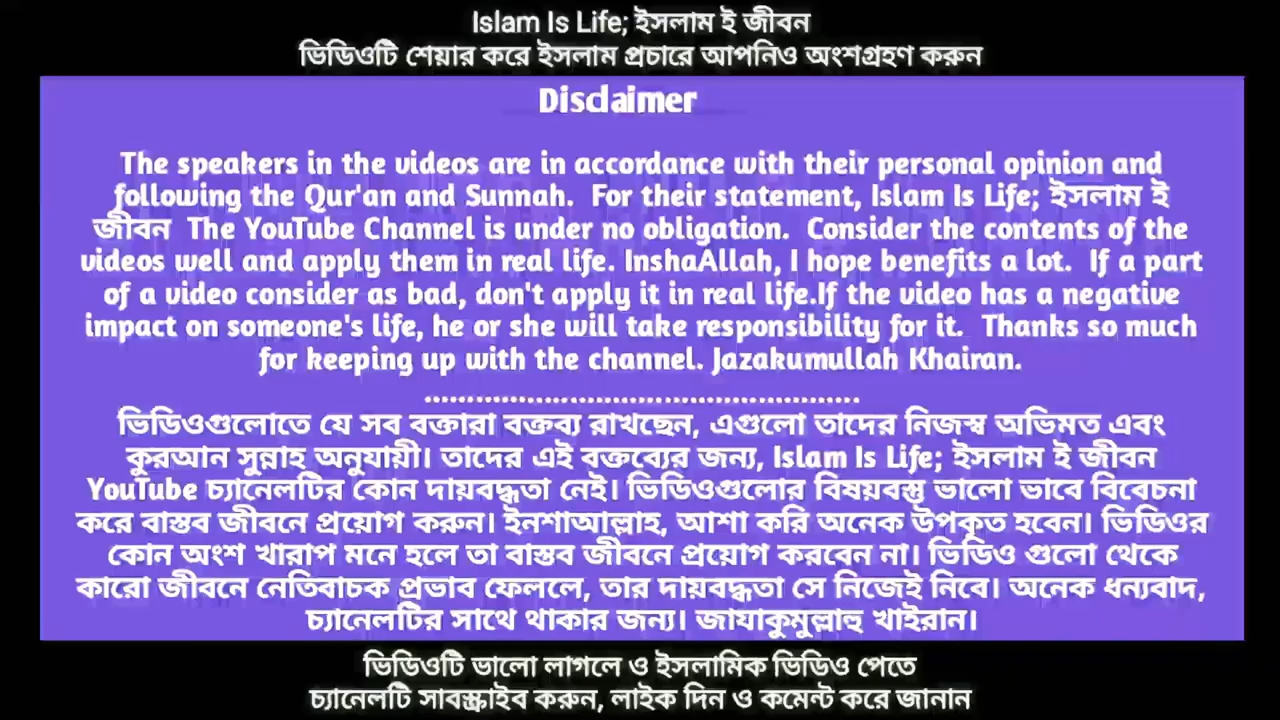 Islam Is Life; ইসলাম ই জীবন
ভিডিওটি শেয়ার করে ইসলাম প্রচারে আপনিও অংশগ্রহণ করুন
Disclaimer
The speakers in the videos are in accordance with their personal opinion and
following the Qur'an and Sunnah. For their statement, Islam Is Life; ইসলাম ই
জীবন The YouTube Channel is under no obligation. Consider the contents of the
videos well and apply them in real life. InshaAllah, I hope benefits a lot. If a part
of a video consider as bad, don't apply it in real life.If the video has a negative
impact on someone's life, he or she will take responsibility for it. Thanks so much
for keeping up with the channel. Jazakumullah Khairan.
................................................
ভিডিওগুলোতে যে সব বক্তারা বক্তব্য রাখছেন, এগুলো তাদের নিজস্ব অভিমত এবং
কুরআন সুন্নাহ অনুযায়ী। তাদের এই বক্তব্যের জন্য, Islam Is Life; ইসলাম ই জীবন
YouTube চ্যানেলটির কোন দায়বদ্ধতা নেই। ভিডিওগুলোর বিষয়বস্তু ভালো ভাবে বিবেচনা
করে বাস্তব জীবনে প্রয়োগ করুন। ইনশাআল্লাহ, আশা করি অনেক উপকৃত হবেন। ভিডিওর
কোন অংশ খারাপ মনে হলে তা বাস্তব জীবনে প্রয়োগ করবেন না। ভিডিও গুলো থেকে
কারো জীবনে নেতিবাচক প্রভাব ফেললে, তার দায়বদ্ধতা সে নিজেই নিবে। অনেক ধন্যবাদ,
চ্যানেলটির সাথে থাকার জন্য। জাযাকুমুল্লাহু খাইরান।
ভিডিওটি ভালো লাগলে ও ইসলামিক ভিডিও পেতে
চ্যানেলটি সাবস্ক্রাইব করুন, লাইক দিন ও কমেন্ট করে জানান